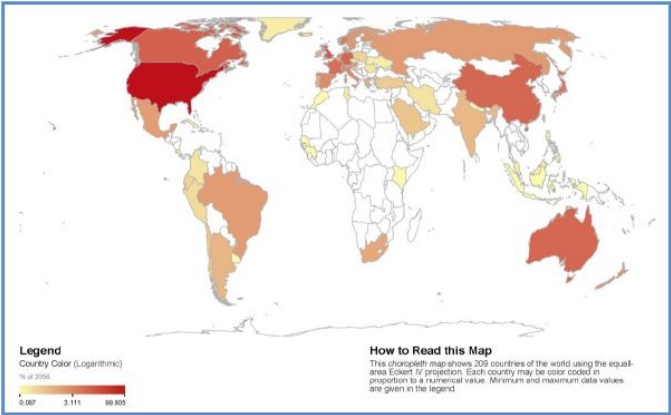 Legend
Country Color (Logarithmic)
% of 2056
0.097 3.111 99.805
How to Read this Map
This choropleth map shows 209 countries of the world using the equal-
area Eckert IV projection. Each country may be color coded in
proportion to a numerical value. Minimum and maximum data values
are given in the legend.